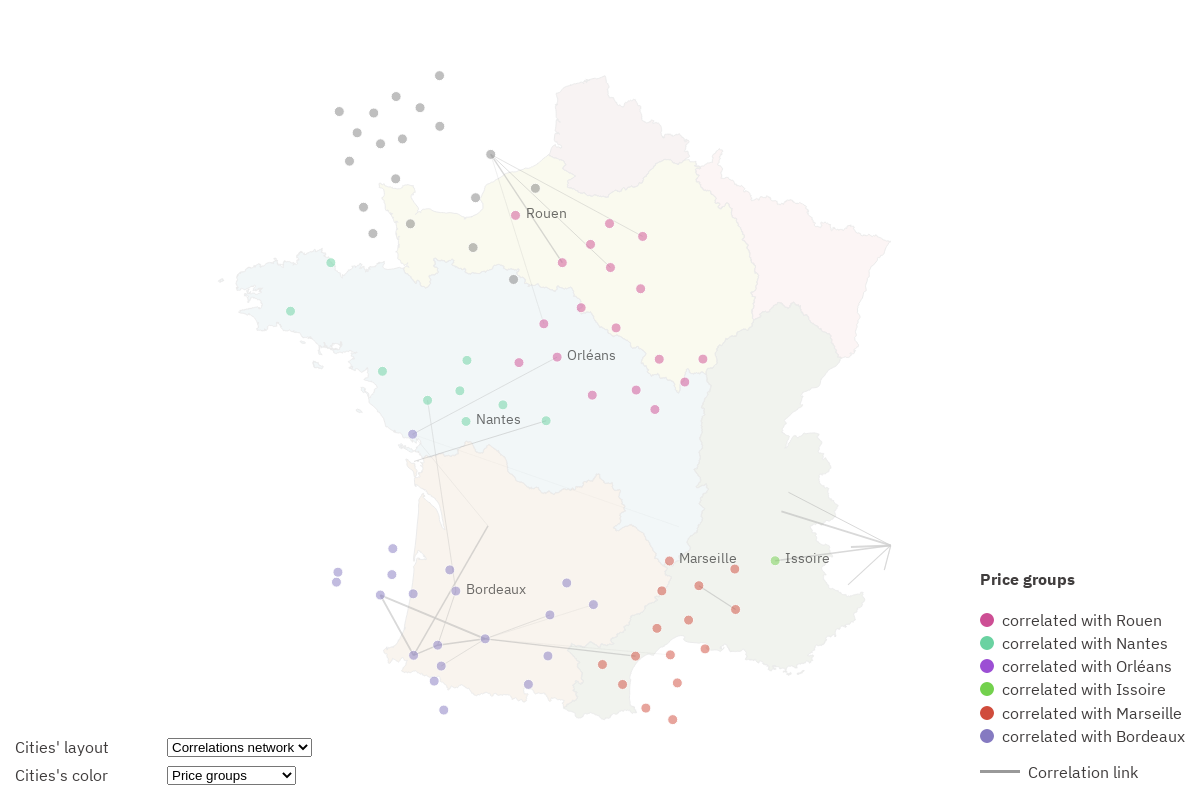 Rouen
Orléans
Nantes
Marseille
Issoire
Bordeaux
Price groups
correlated with Rouen
correlated with Nantes
correlated with Orléans
correlated with Issoire
correlated with Marseille
correlated with Bordeaux
Correlation link
Cities' layout
Correlations network
Cities's color
Price groups